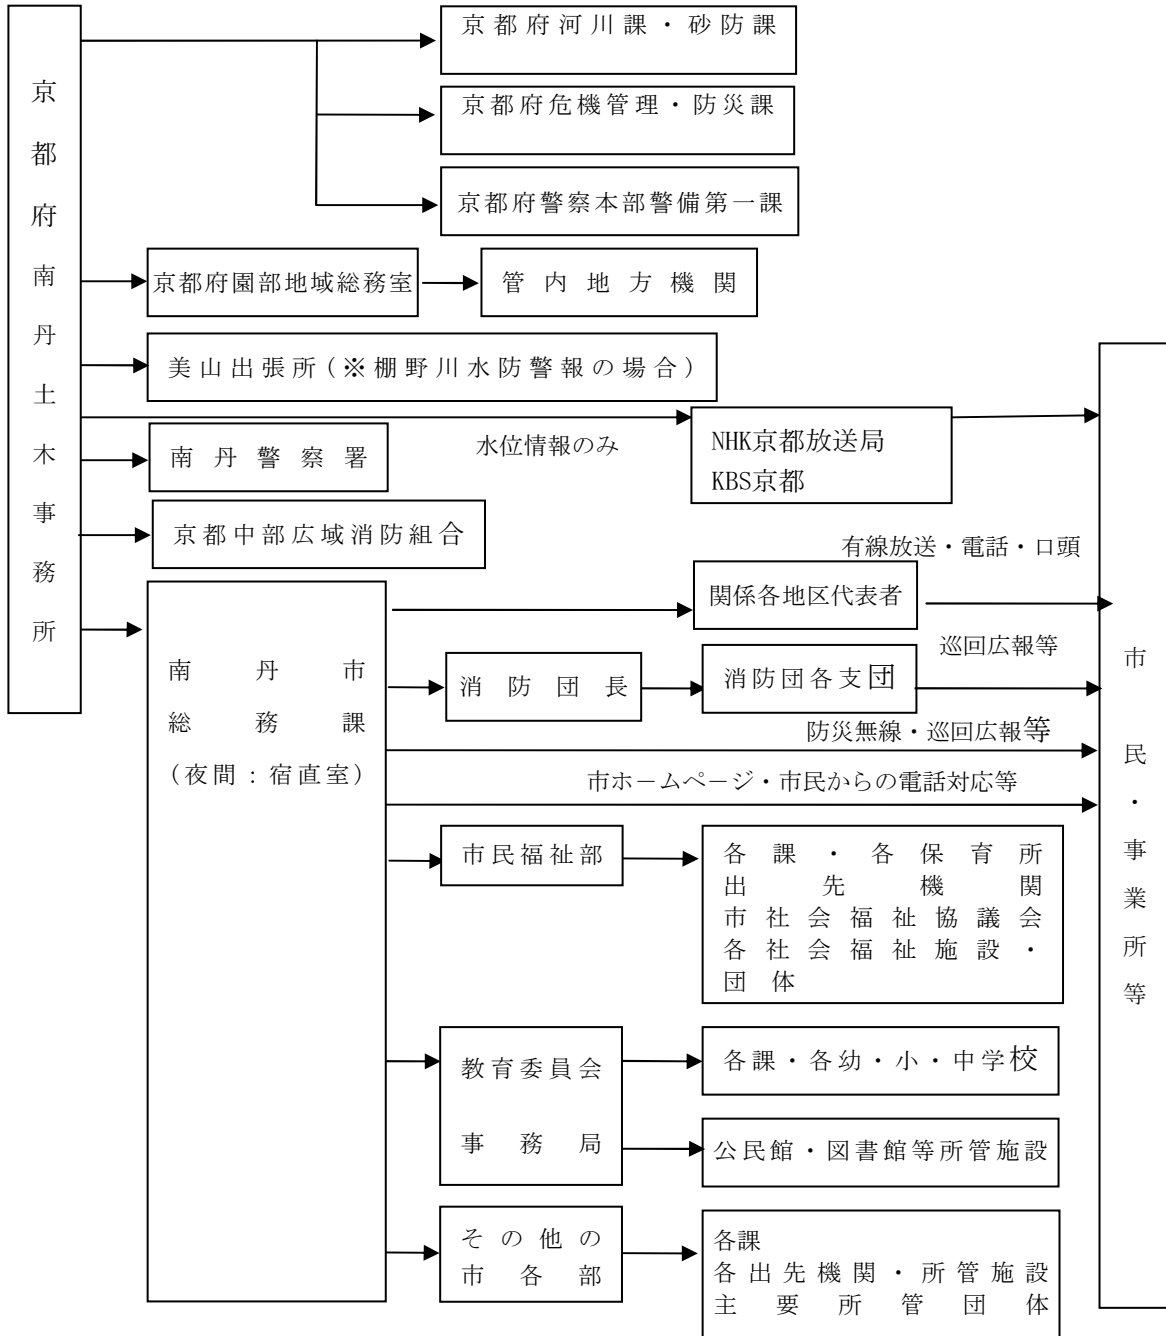 京都府南丹土木事務所
京都府河川課・砂防課
京都府危機管理・防災課
京都府警察本部警備第一課
京都府園部地域総務室
管内地方機関
美山出張所(※棚野川水防警報の場合)
水位情報のみ
NHK京都放送局
KBS京都
南丹警察署
京都中部広域消防組合
有線放送・電話・口頭
関係各地区代表者
南丹市
総務課
(夜間:宿直室)
消防団長
消防団各支団
巡回広報等
防災無線・巡回広報等
市ホームページ・市民からの電話対応等
市民福祉部
各課・各保育所
出先機関
市社会福祉協議会
各社会福祉施設・
団体
教育委員会
事務局
各課・各幼・小・中学校
公民館・図書館等所管施設
その他の
市各部
各課
各出先機関・所管施設
主要所管団体
市民・事業所等